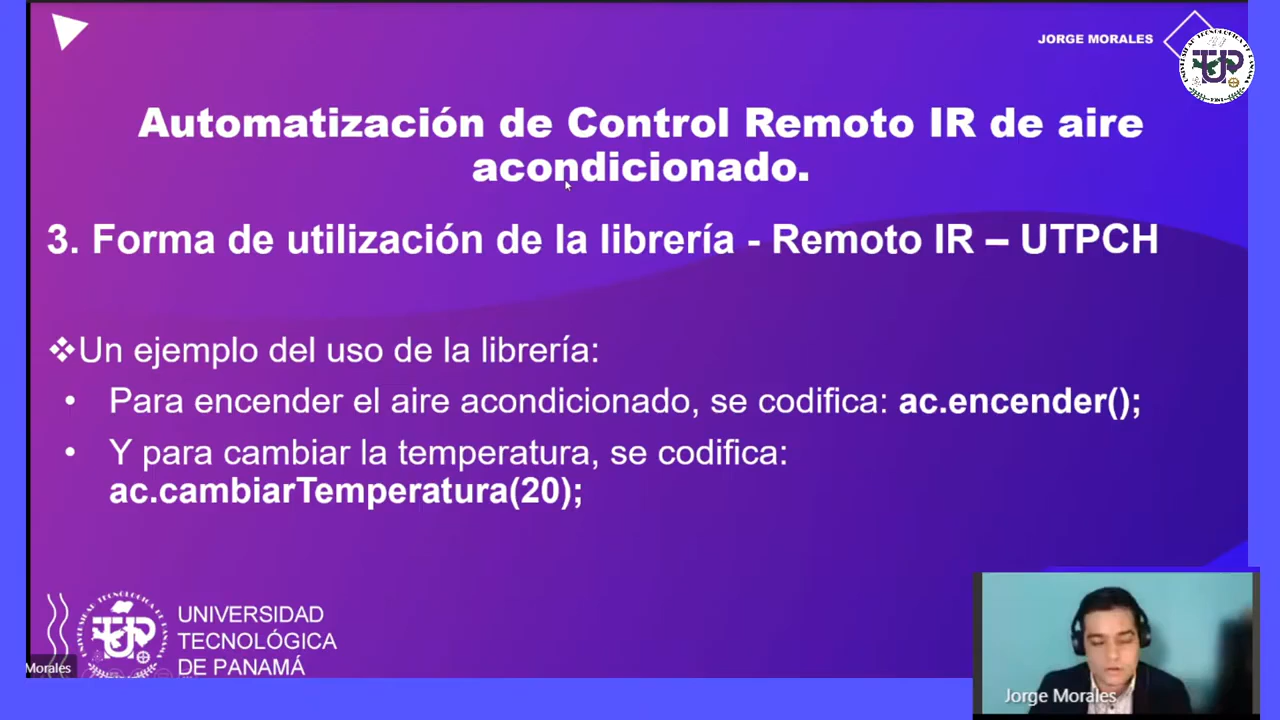 JORGE MORALES
Automatización de Control Remoto IR de aire
acondicionado.
3. Forma de utilización de la librería - Remoto IR – UTPCH
❖Un ejemplo del uso de la librería:
• Para encender el aire acondicionado, se codifica: ac.encender();
• Y para cambiar la temperatura, se codifica:
ac.cambiarTemperatura(20);
UNIVERSIDAD
TECNOLÓGICA
DE PANAMÁ
Morales
Jorge Morales